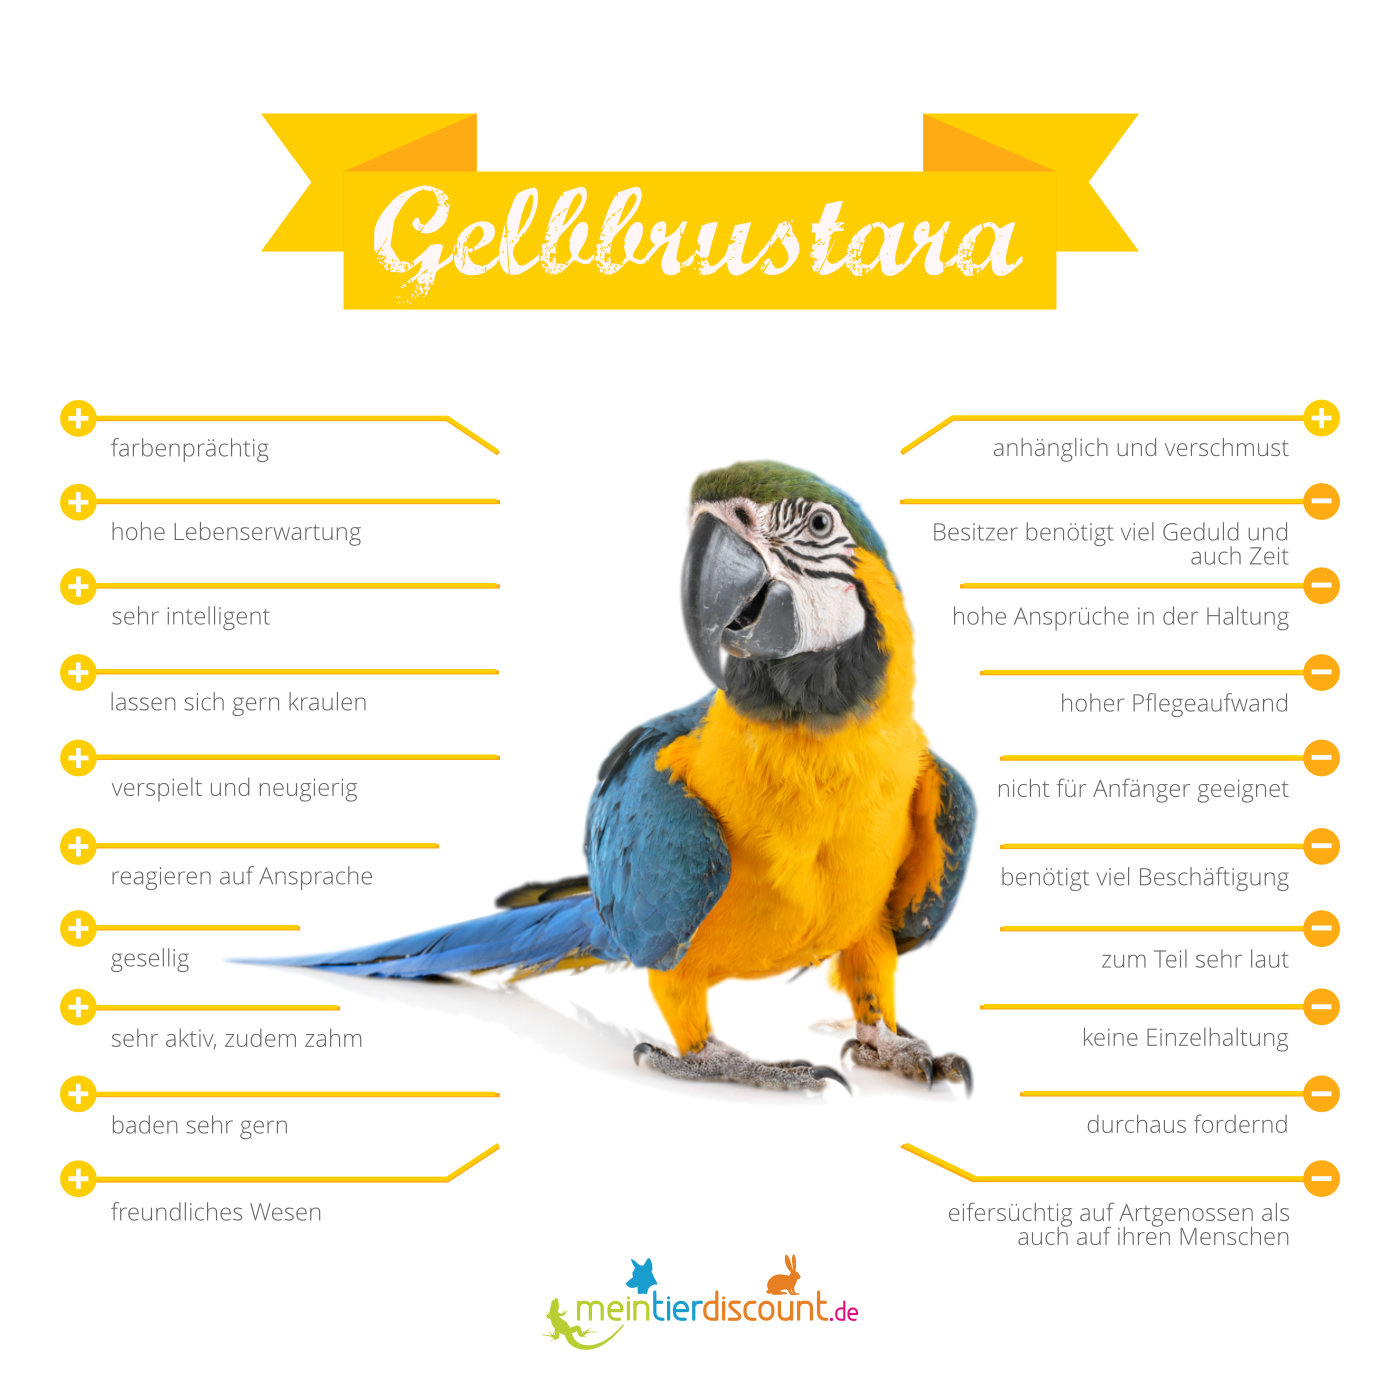 Gelbbrustara
farbenprächtig
hohe Lebenserwartung
sehr intelligent
lassen sich gern kraulen
verspielt und neugierig
reagieren auf Ansprache
gesellig
sehr aktiv, zudem zahm
baden sehr gern
freundliches Wesen
anhänglich und verschmust
Besitzer benötigt viel Geduld und
auch Zeit
hohe Ansprüche in der Haltung
hoher Pflegeaufwand
nicht für Anfänger geeignet
benötigt viel Beschäftigung
zum Teil sehr laut
keine Einzelhaltung
durchaus fordernd
eifersüchtig auf Artgenossen als
auch auf ihren Menschen
meintierdiscount.de